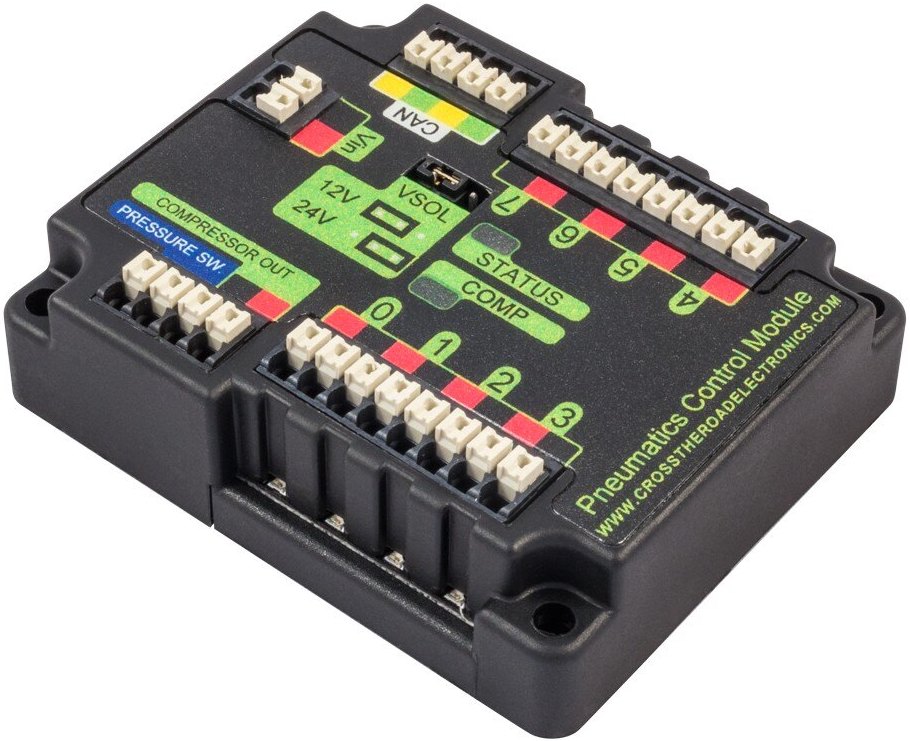 CAN
Vin
VSOL
12V
24V
7
6
5
4
STATUS
COMP
COMPRESSOR OUT
PRESSURE SW.
0
1
2
3
Pneumatics Control Module
www.CROSSTHEROADELECTRONICS.COM